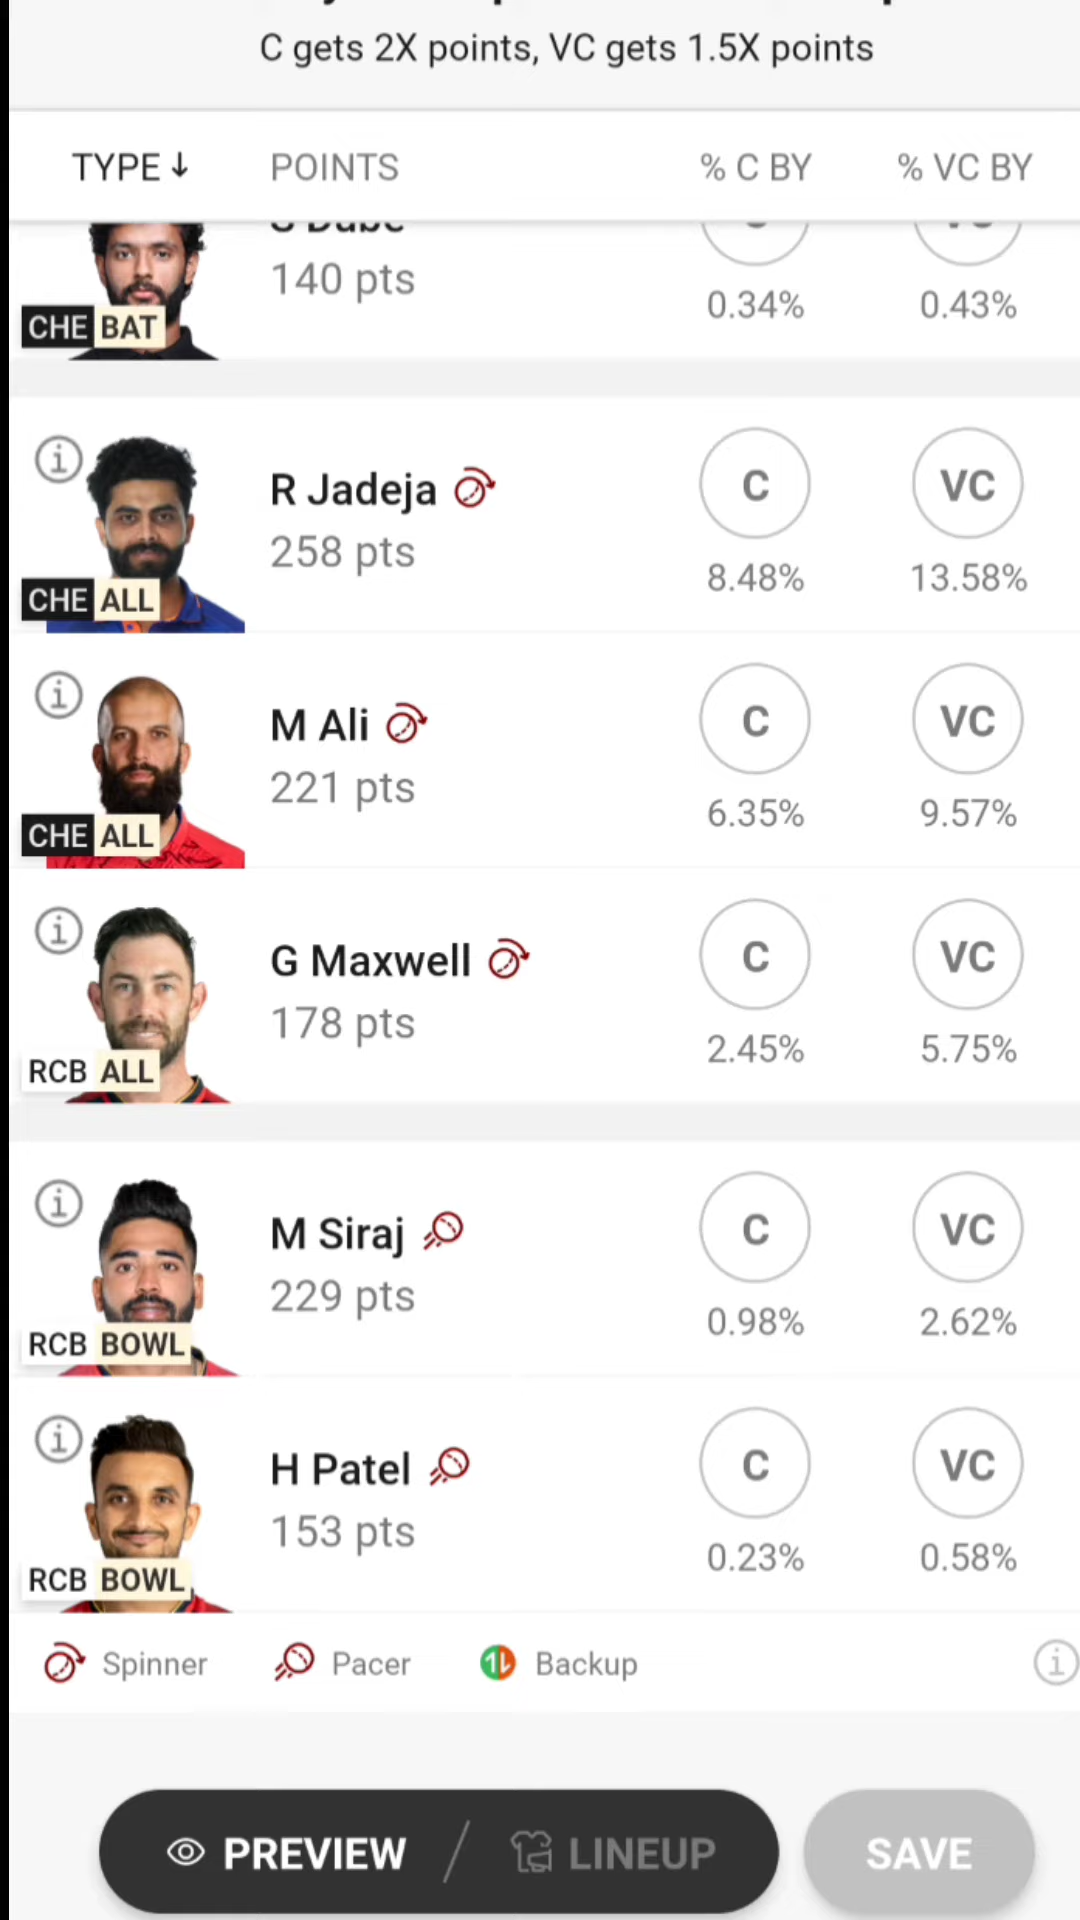 C gets 2X points, VC gets 1.5X points
TYPE↓ POINTS % C BY % VC BY
140 pts
0.34% 0.43%
CHE BAT
R Jadeja C VC
258 pts
8.48% 13.58%
CHE ALL
M Ali C VC
221 pts
6.35% 9.57%
CHE ALL
G Maxwell C VC
178 pts
2.45% 5.75%
RCB ALL
M Siraj C VC
229 pts
0.98% 2.62%
RCB BOWL
H Patel C VC
153 pts
0.23% 0.58%
RCB BOWL
Spinner Pacer Backup
PREVIEW / LINEUP SAVE